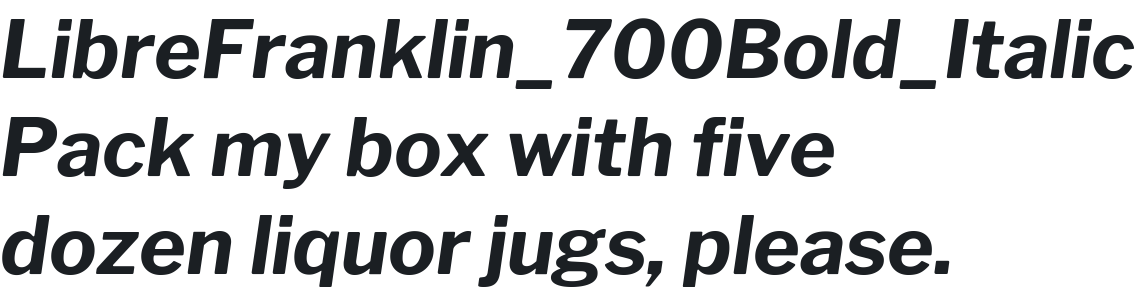 LibreFranklin_700Bold_Italic
Pack my box with five
dozen liquor jugs, please.